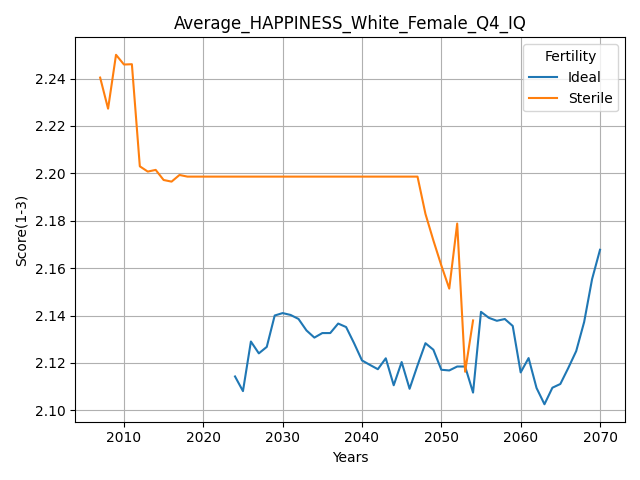 Average_HAPPINESS_White_Female_Q4_IQ
Fertility
Ideal
Sterile
Score(1-3)
2.24
2.22
2.20
2.18
2.16
2.14
2.12
2.10
2010 2020 2030 2040 2050 2060 2070
Years